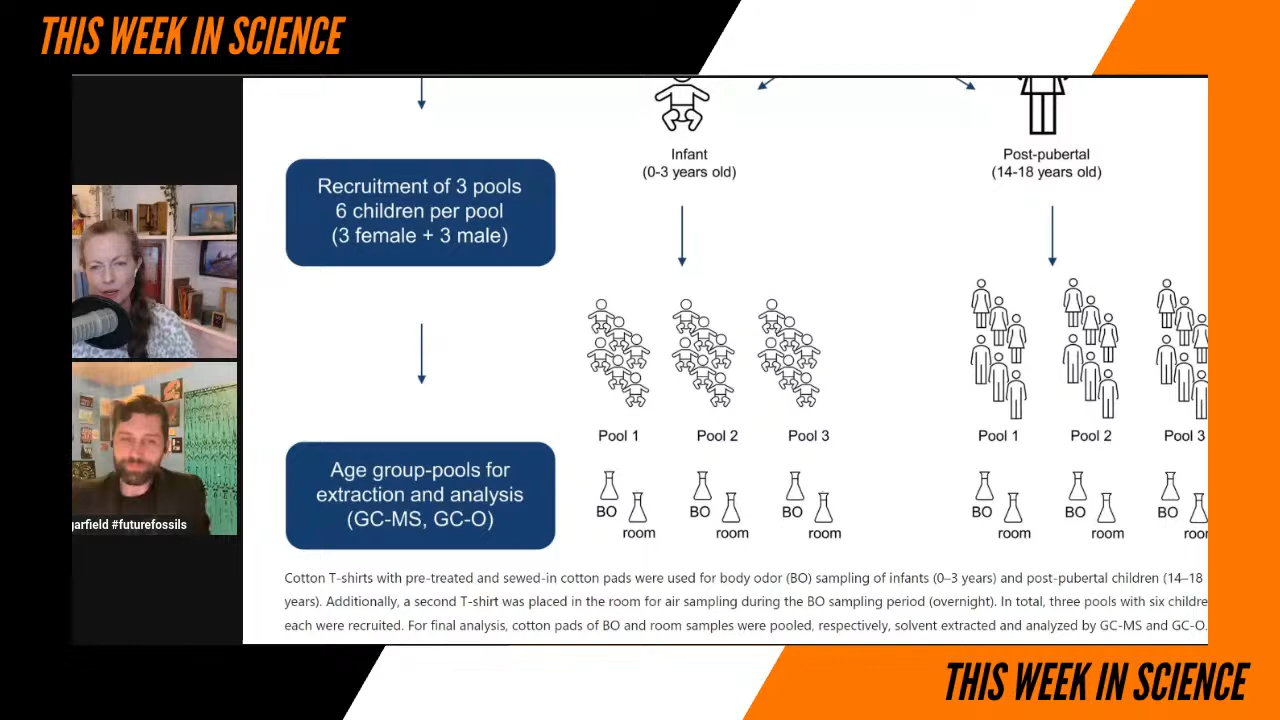 THIS WEEK IN SCIENCE
Infant
(0-3 years old)
Post-pubertal
(14-18 years old)
Recruitment of 3 pools
6 children per pool
(3 female + 3 male)
Pool 1
Pool 2
Pool 3
Pool 1
Pool 2
Pool 3
Age group-pools for
extraction and analysis
(GC-MS, GC-O)
BO
room
BO
room
BO
room
BO
room
BO
room
BO
roor
garfield #futurefossils
Cotton T-shirts with pre-treated and sewed-in cotton pads were used for body odor (BO) sampling of infants (0–3 years) and post-pubertal children (14–18
years). Additionally, a second T-shirt was placed in the room for air sampling during the BO sampling period (overnight). In total, three pools with six childre
each were recruited. For final analysis, cotton pads of BO and room samples were pooled, respectively, solvent extracted and analyzed by GC-MS and GC-O.
THIS WEEK IN SCIENCE